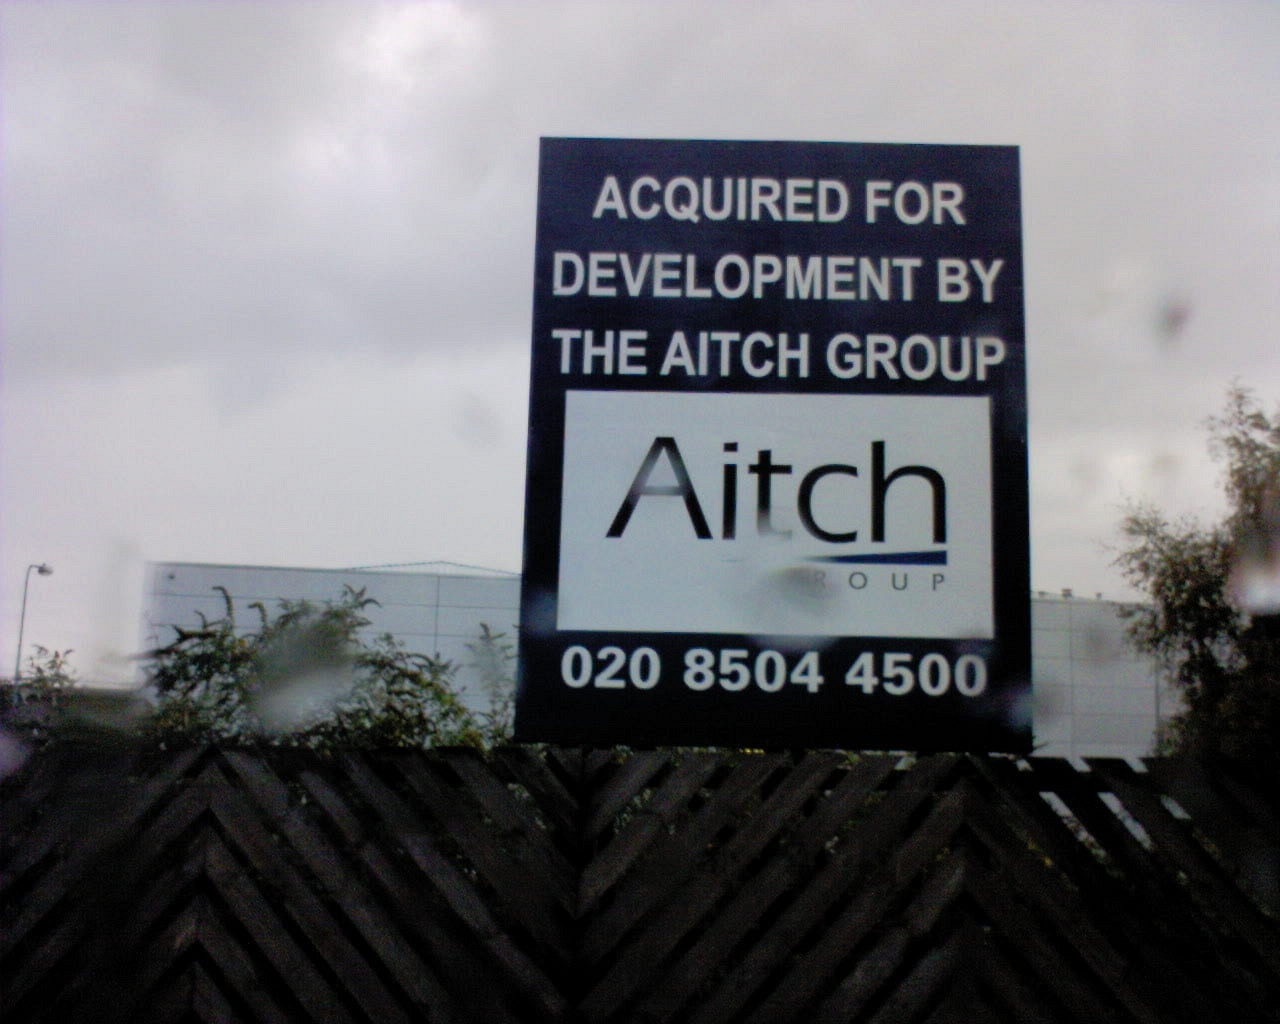 ACQUIRED FOR
DEVELOPMENT BY
THE AITCH GROUP
Aitch
020 8504 4500